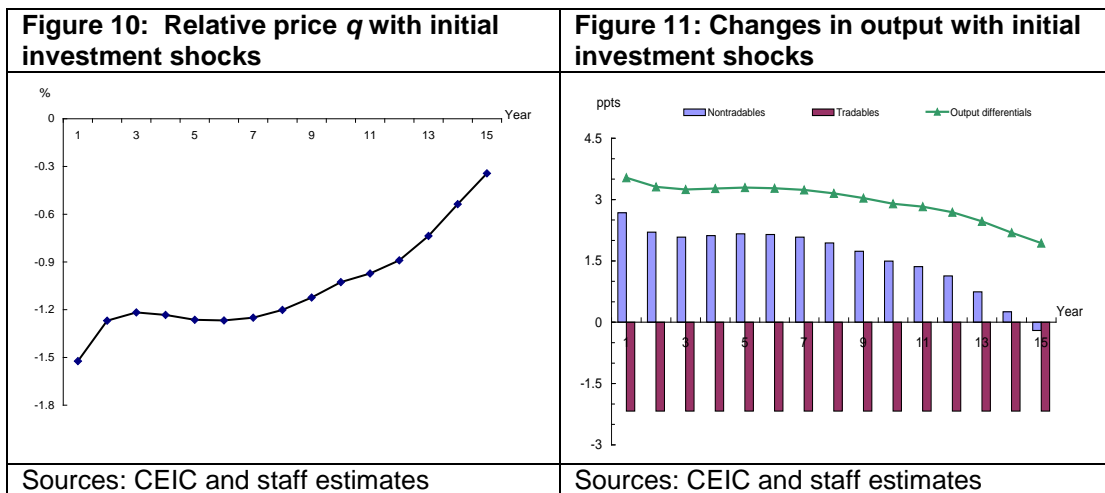 Figure 10: Relative price q with initial
investment shocks
%
0
Year
1 3 5 7 9 11 13 15
-0.3
-0.6
-0.9
-1.2
-1.5
-1.8
Sources: CEIC and staff estimates
Figure 11: Changes in output with initial
investment shocks
ppts
Nontradables Tradables Output differentials
4.5
3
1.5
0
Year
1 3 5 7 9 11 13 15
-1.5
-3
Sources: CEIC and staff estimates